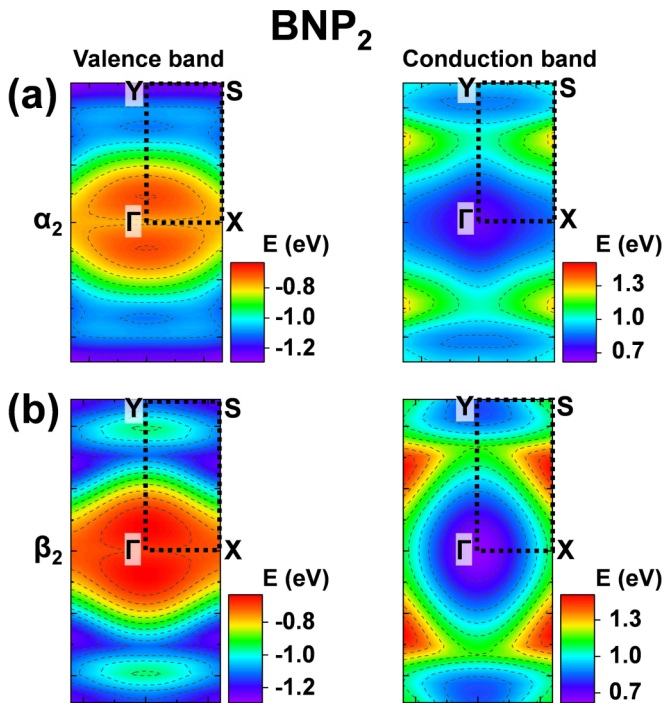 BNP₂
Valence band Conduction band
(a)
Y S Y S
α₂ Γ X Γ X
E (eV) E (eV)
-0.8 1.3
-1.0 1.0
-1.2 0.7
(b)
Y S Y S
β₂ Γ X Γ X
E (eV) E (eV)
-0.8 1.3
-1.0 1.0
-1.2 0.7